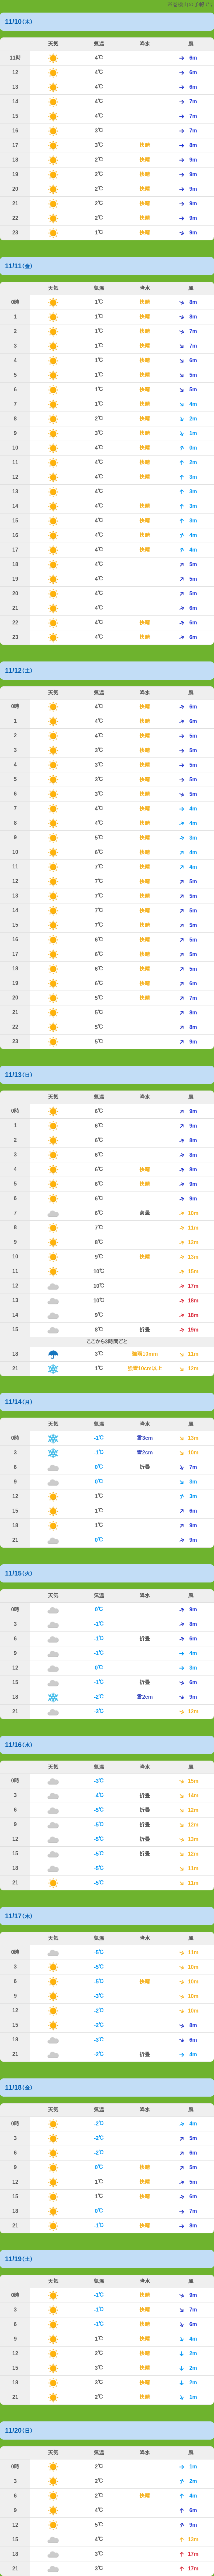 ※岩橋山の予報です
11/10(木)
天気 気温 降水 風
11時 4℃ 6m
12 4℃ 6m
13 4℃ 6m
14 4℃ 7m
15 4℃ 7m
16 3℃ 7m
17 3℃ 快晴 8m
18 2℃ 快晴 9m
19 2℃ 快晴 9m
20 2℃ 快晴 9m
21 2℃ 快晴 9m
22 2℃ 快晴 9m
23 1℃ 快晴 9m
11/11(金)
天気 気温 降水 風
0時 1℃ 快晴 8m
1 1℃ 快晴 8m
2 1℃ 快晴 7m
3 1℃ 快晴 7m
4 1℃ 快晴 6m
5 1℃ 快晴 5m
6 1℃ 快晴 5m
7 1℃ 快晴 4m
8 2℃ 快晴 2m
9 3℃ 快晴 1m
10 4℃ 快晴 0m
11 4℃ 快晴 2m
12 4℃ 快晴 3m
13 4℃ 3m
14 4℃ 快晴 3m
15 4℃ 快晴 3m
16 4℃ 快晴 4m
17 4℃ 快晴 4m
18 4℃ 5m
19 4℃ 5m
20 4℃ 5m
21 4℃ 6m
22 4℃ 快晴 6m
23 4℃ 快晴 6m
11/12(土)
天気 気温 降水 風
0時 4℃ 快晴 6m
1 4℃ 快晴 6m
2 4℃ 快晴 5m
3 3℃ 快晴 5m
4 3℃ 快晴 5m
5 3℃ 快晴 5m
6 3℃ 快晴 5m
7 4℃ 快晴 4m
8 4℃ 快晴 4m
9 5℃ 快晴 3m
10 6℃ 快晴 4m
11 7℃ 快晴 4m
12 7℃ 快晴 5m
13 7℃ 快晴 5m
14 7℃ 快晴 5m
15 7℃ 快晴 5m
16 6℃ 快晴 5m
17 6℃ 快晴 5m
18 6℃ 快晴 5m
19 6℃ 快晴 6m
20 5℃ 快晴 7m
21 5℃ 8m
22 5℃ 8m
23 5℃ 9m
11/13(日)
天気 気温 降水 風
0時 6℃ 9m
1 6℃ 9m
2 6℃ 8m
3 6℃ 8m
4 6℃ 快晴 8m
5 6℃ 快晴 9m
6 6℃ 9m
7 6℃ 薄曇 10m
8 7℃ 11m
9 8℃ 12m
10 9℃ 快晴 13m
11 10℃ 15m
12 10℃ 17m
13 10℃ 18m
14 9℃ 18m
15 8℃ 折曇 19m
ここから3時間ごと
18 3℃ 強雨10mm 11m
21 1℃ 強雪10cm以上 12m
11/14(月)
天気 気温 降水 風
0時 -1℃ 雪3cm 13m
3 -1℃ 雪2cm 10m
6 0℃ 折曇 7m
9 0℃ 3m
12 1℃ 3m
15 1℃ 6m
18 1℃ 9m
21 0℃ 9m
11/15(火)
天気 気温 降水 風
0時 0℃ 9m
3 -1℃ 8m
6 -1℃ 折曇 6m
9 -1℃ 4m
12 0℃ 3m
15 -1℃ 折曇 6m
18 -2℃ 雪2cm 9m
21 -3℃ 12m
11/16(水)
天気 気温 降水 風
0時 -3℃ 15m
3 -4℃ 折曇 14m
6 -5℃ 折曇 12m
9 -5℃ 折曇 12m
12 -5℃ 折曇 13m
15 -5℃ 折曇 12m
18 -5℃ 11m
21 -5℃ 11m
11/17(木)
天気 気温 降水 風
0時 -5℃ 11m
3 -5℃ 10m
6 -5℃ 快晴 10m
9 -3℃ 10m
12 -2℃ 10m
15 -2℃ 8m
18 -3℃ 6m
21 -2℃ 折曇 4m
11/18(金)
天気 気温 降水 風
0時 -2℃ 4m
3 -2℃ 5m
6 -2℃ 6m
9 0℃ 快晴 5m
12 1℃ 快晴 5m
15 1℃ 快晴 6m
18 0℃ 7m
21 -1℃ 快晴 8m
11/19(土)
天気 気温 降水 風
0時 -1℃ 快晴 9m
3 -1℃ 快晴 7m
6 -1℃ 快晴 6m
9 1℃ 快晴 4m
12 2℃ 快晴 2m
15 3℃ 快晴 2m
18 3℃ 快晴 2m
21 2℃ 快晴 1m
11/20(日)
天気 気温 降水 風
0時 2℃ 1m
3 2℃ 2m
6 2℃ 快晴 4m
9 4℃ 6m
12 5℃ 9m
15 4℃ 13m
18 3℃ 17m
21 3℃ 17m